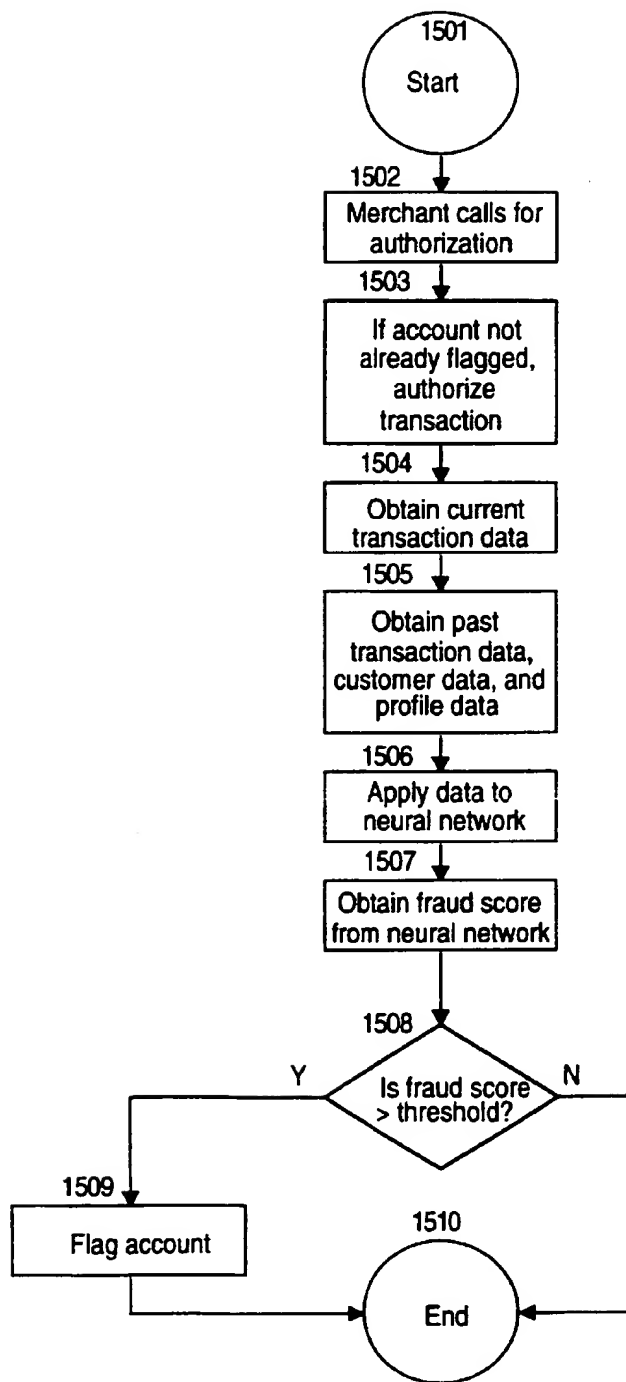 1501
Start
1502
Merchant calls for
authorization
1503
If account not
already flagged,
authorize
transaction
1504
Obtain current
transaction data
1505
Obtain past
transaction data,
customer data, and
profile data
1506
Apply data to
neural network
1507
Obtain fraud score
from neural network
1508
Y
Is fraud score
> threshold?
N
1509
Flag account
1510
End